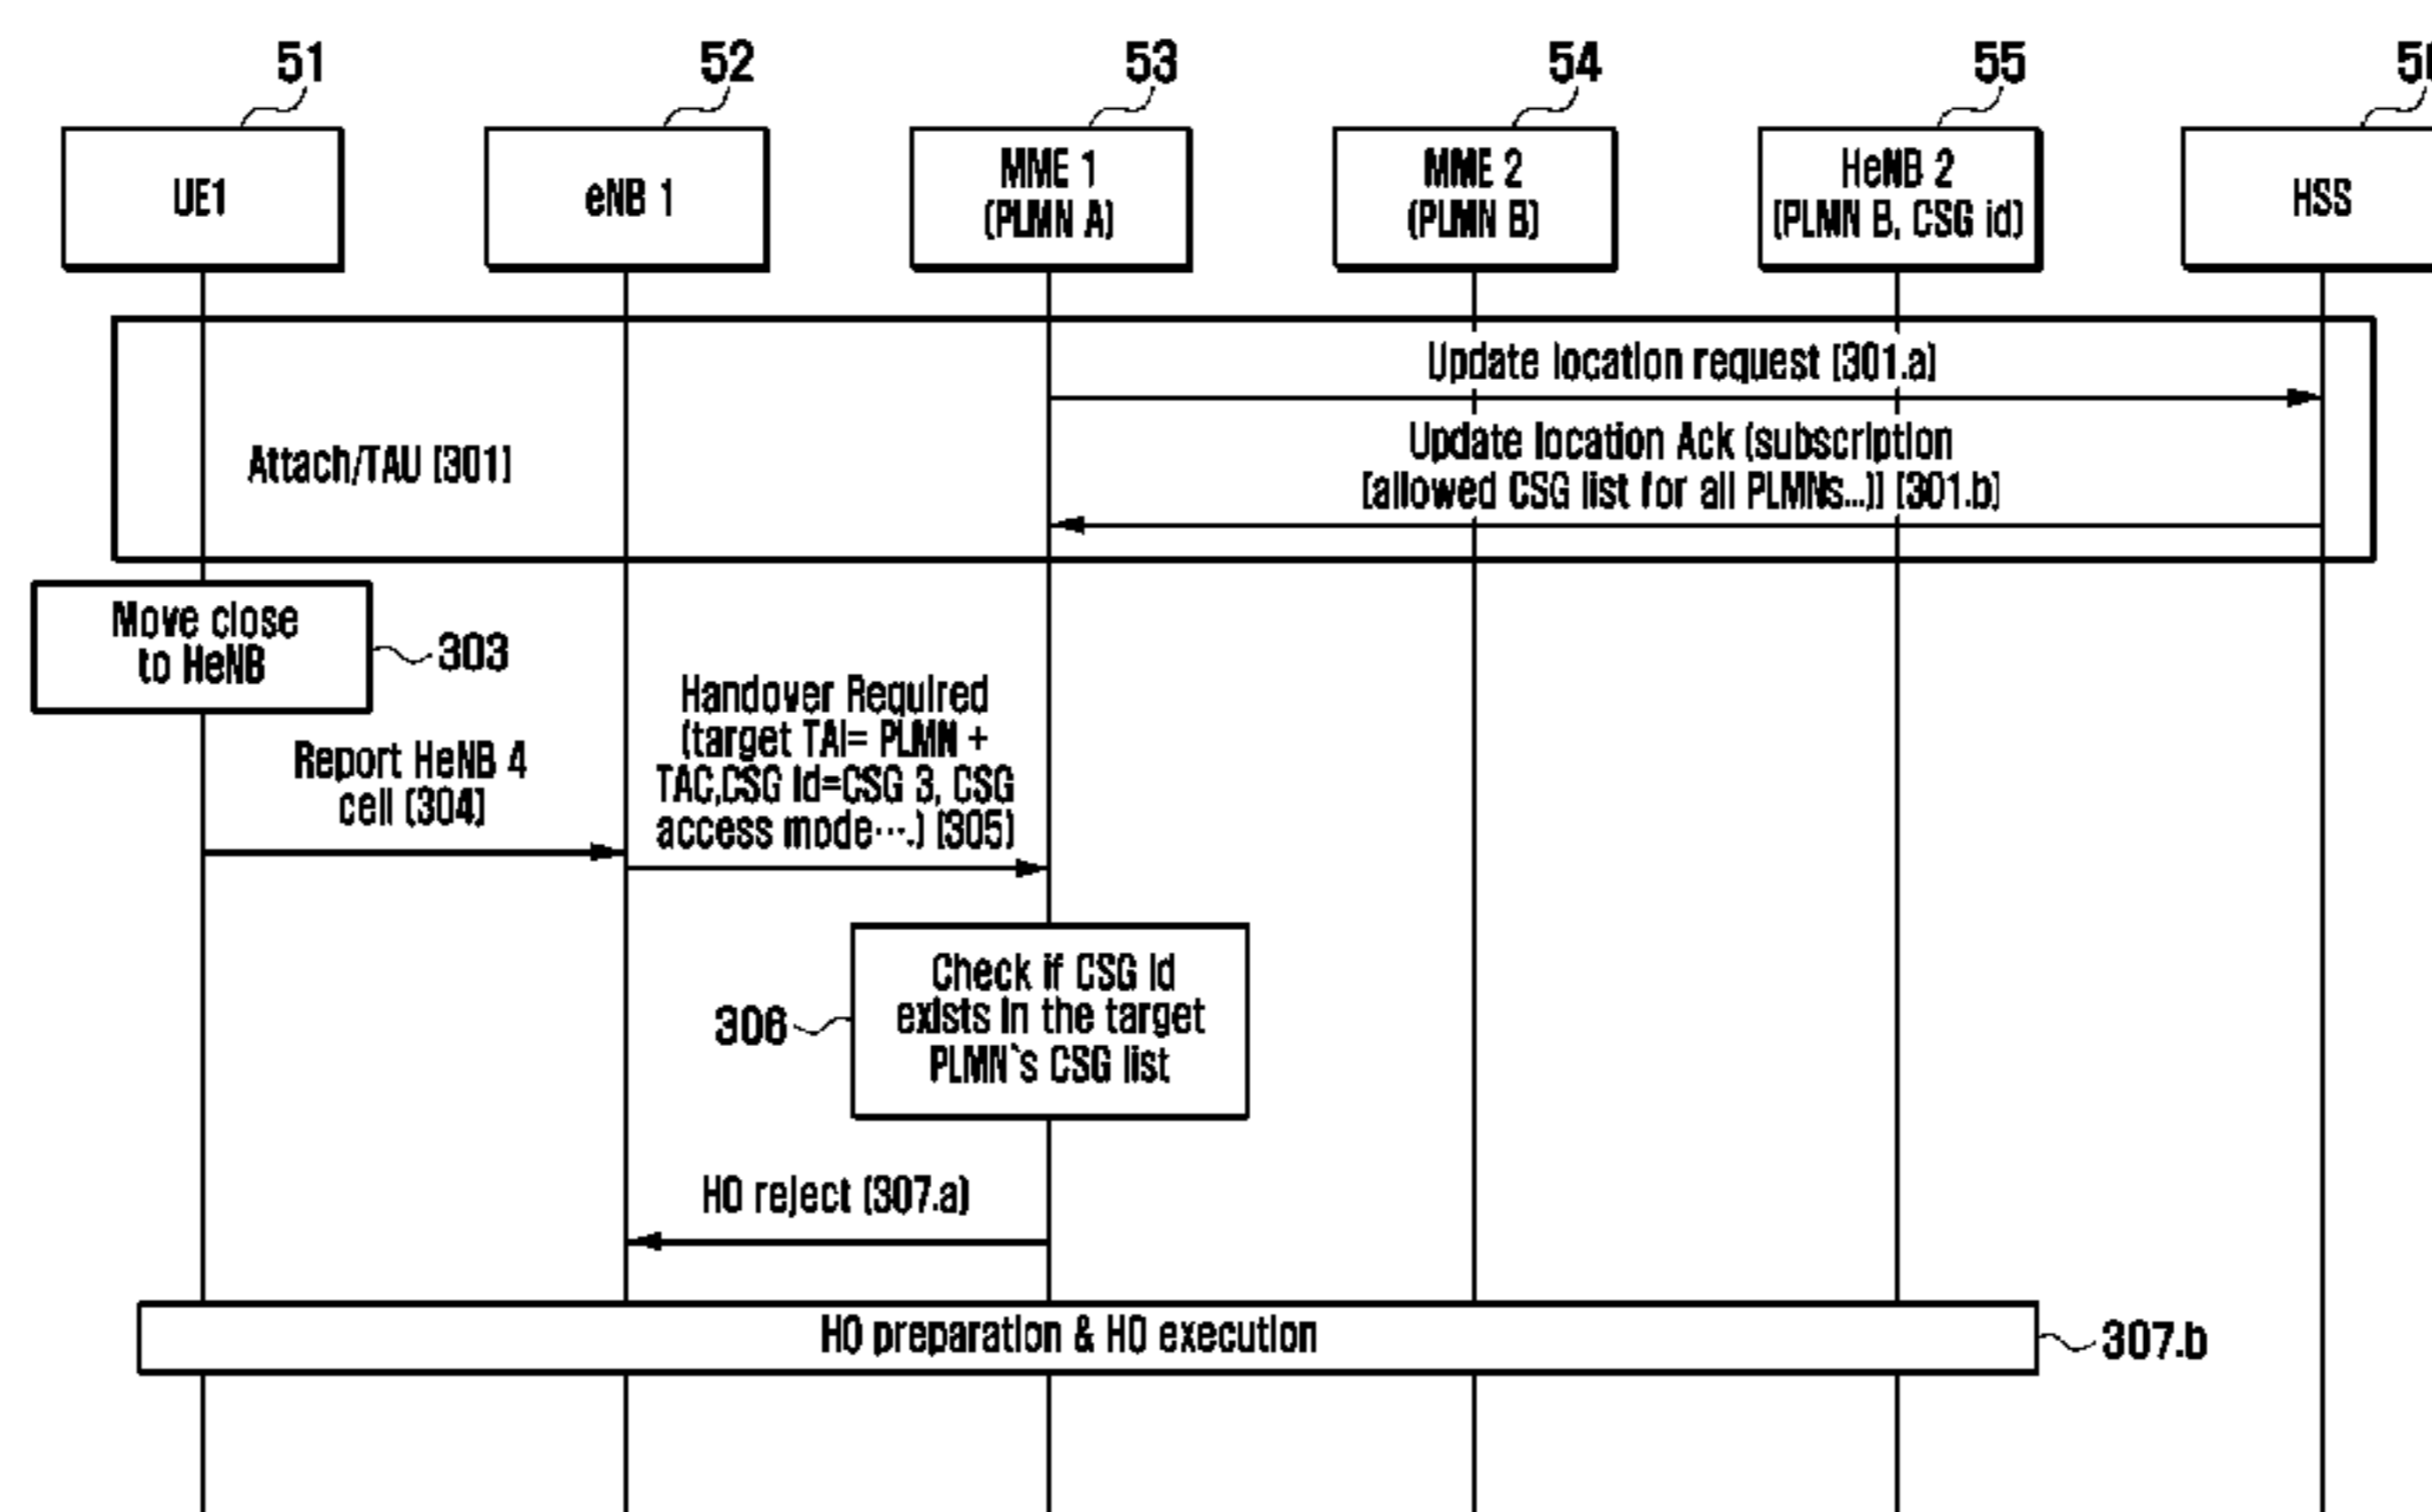 51
52
53
54
55
UE1
eNB 1
MME 1
(PLMN A)
MME 2
(PLMN B)
HeNB 2
(PLMN B, CSG id)
HSS
Update location request (301.a)
Update location Ack (subscription
(allowed CSG list for all PLMNs...)) (301.b)
Attach/TAU (301)
Move close
to HeNB
303
Report HeNB 4
cell (304)
Handover Required
(target TAI= PLMN +
TAC,CSG id=CSG 3, CSG
access mode….) (305)
Check if CSG id
exists in the target
PLMN`s CSG list
306
HO reject (307.a)
HO preparation & HO execution
307.b